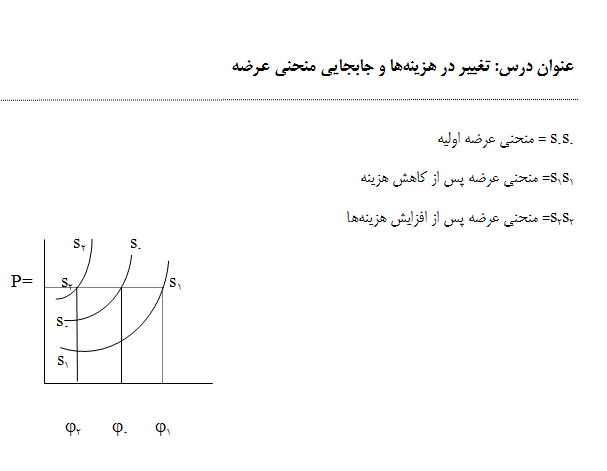 عنوان درس: تغییر در هزینه‌ها و جابجایی منحنی عرضه
s۰s۰ = منحنی عرضه اولیه
s۱s۱= منحنی عرضه پس از کاهش هزینه
s۲s۲= منحنی عرضه پس از افزایش هزینه‌ها
s۲ s۰
P= s۲ s۱
s۰
s۱
φ۲ φ۰ φ۱